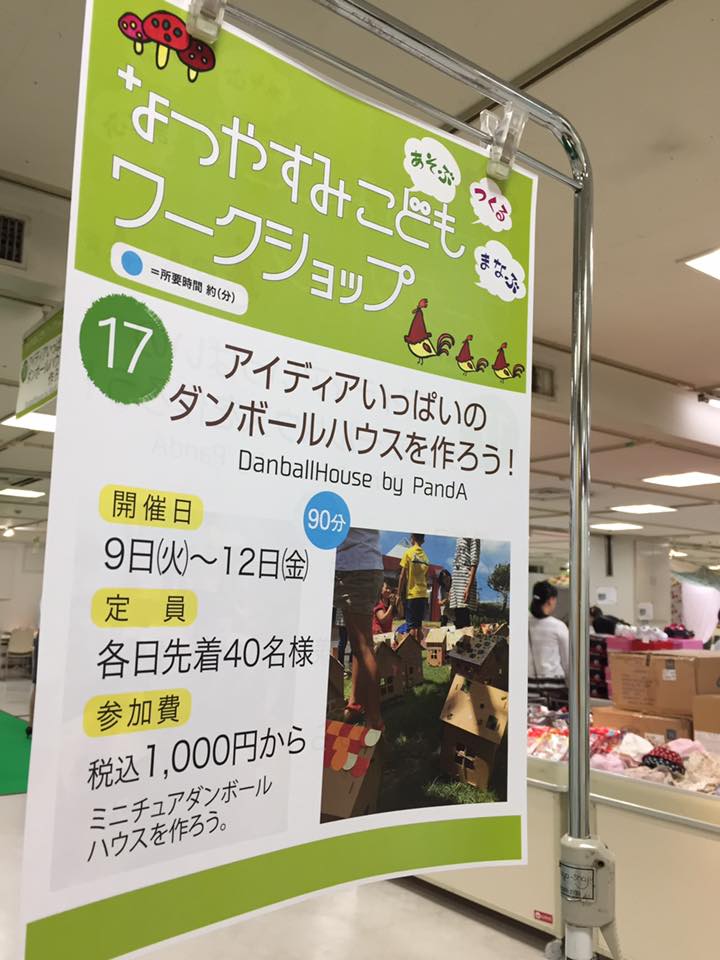 なつやすみこども
ワークショップ
あそぶ
つくる
まなぶ
=所要時間 約(分)
17
アイディアいっぱいの
ダンボールハウスを作ろう！
DanballHouse by PandA
90分
開催日
9日(火)～12日(金)
定員
各日先着40名様
参加費
税込1,000円から
ミニチュアダンボール
ハウスを作ろう。